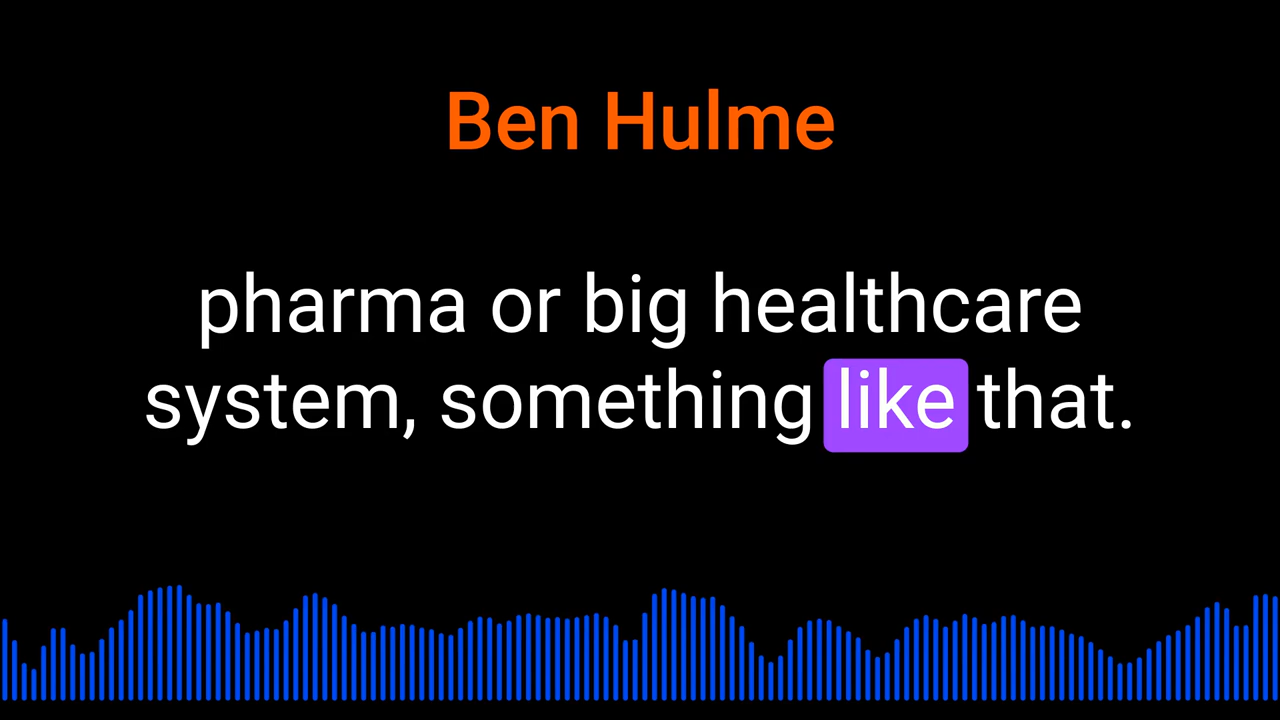 Ben Hulme
pharma or big healthcare
system, something like that.